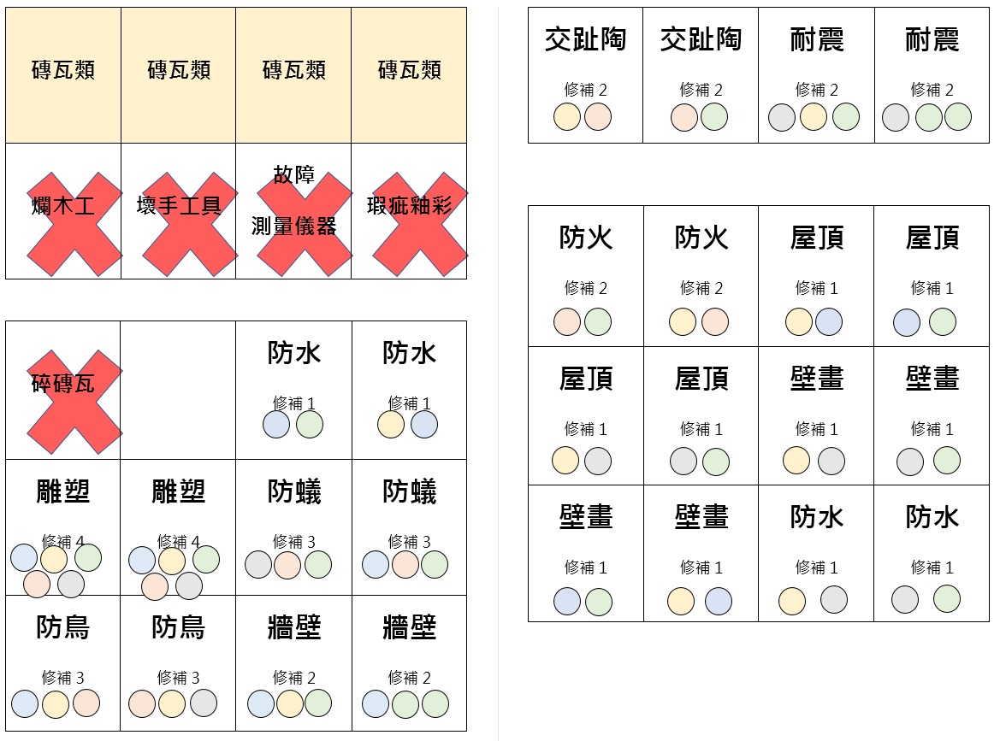 磚瓦類 磚瓦類 磚瓦類 磚瓦類
爛木工 壞手工具 故障 測量儀器 瑕疵釉彩
碎磚瓦 防水 防水
修補 1 修補 1
雕塑 雕塑 防蟻 防蟻
修補 4 修補 4 修補 3 修補 3
防鳥 防鳥 牆壁 牆壁
修補 3 修補 3 修補 2 修補 2
交趾陶 交趾陶 耐震 耐震
修補 2 修補 2 修補 2 修補 2
防火 防火 屋頂 屋頂
修補 2 修補 2 修補 1 修補 1
屋頂 屋頂 壁畫 壁畫
修補 1 修補 1 修補 1 修補 1
壁畫 壁畫 防水 防水
修補 1 修補 1 修補 1 修補 1